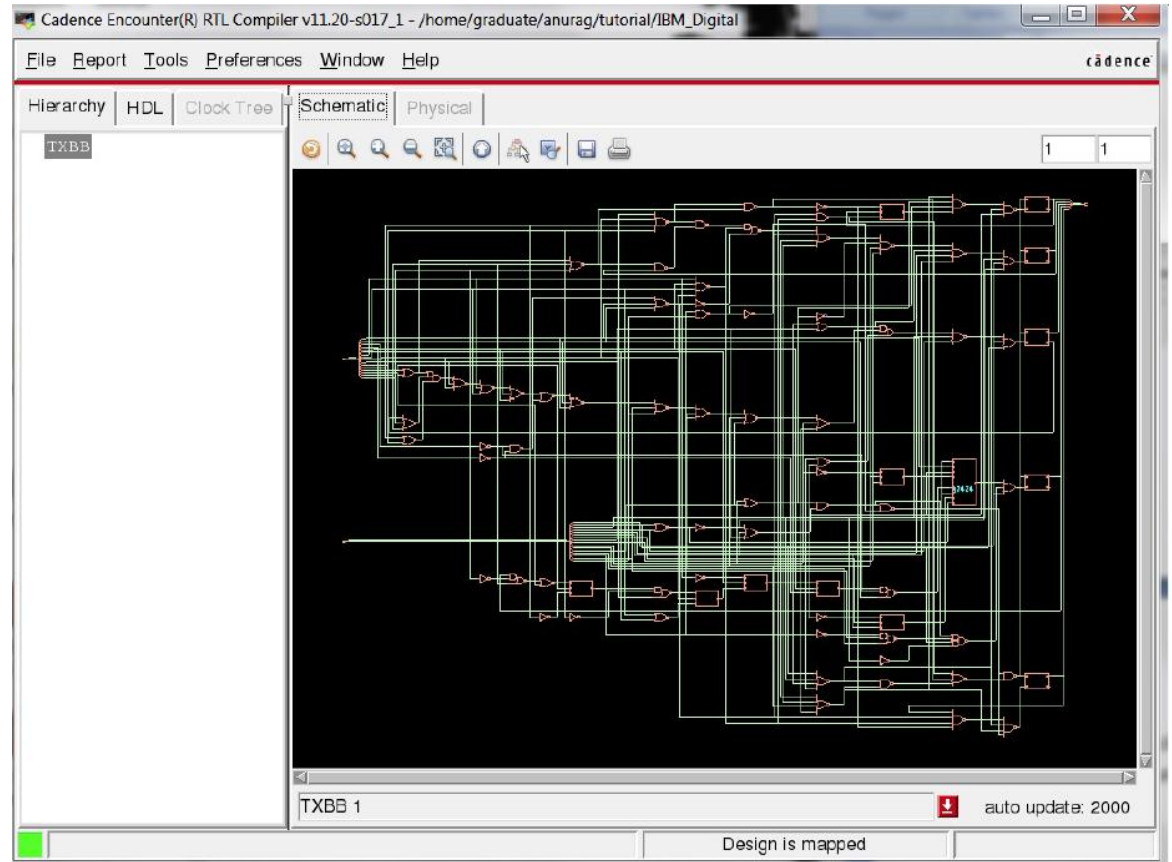 Cadence Encounter(R) RTL Compiler v11.20-s017_1 - /home/graduate/anurag/tutorial/IBM_Digital
File Report Tools Preferences Window Help
cādence
Hierarchy HDL Clock Tree Schematic Physical
TXBB
1 1
TXBB 1
auto update: 2000
Design is mapped